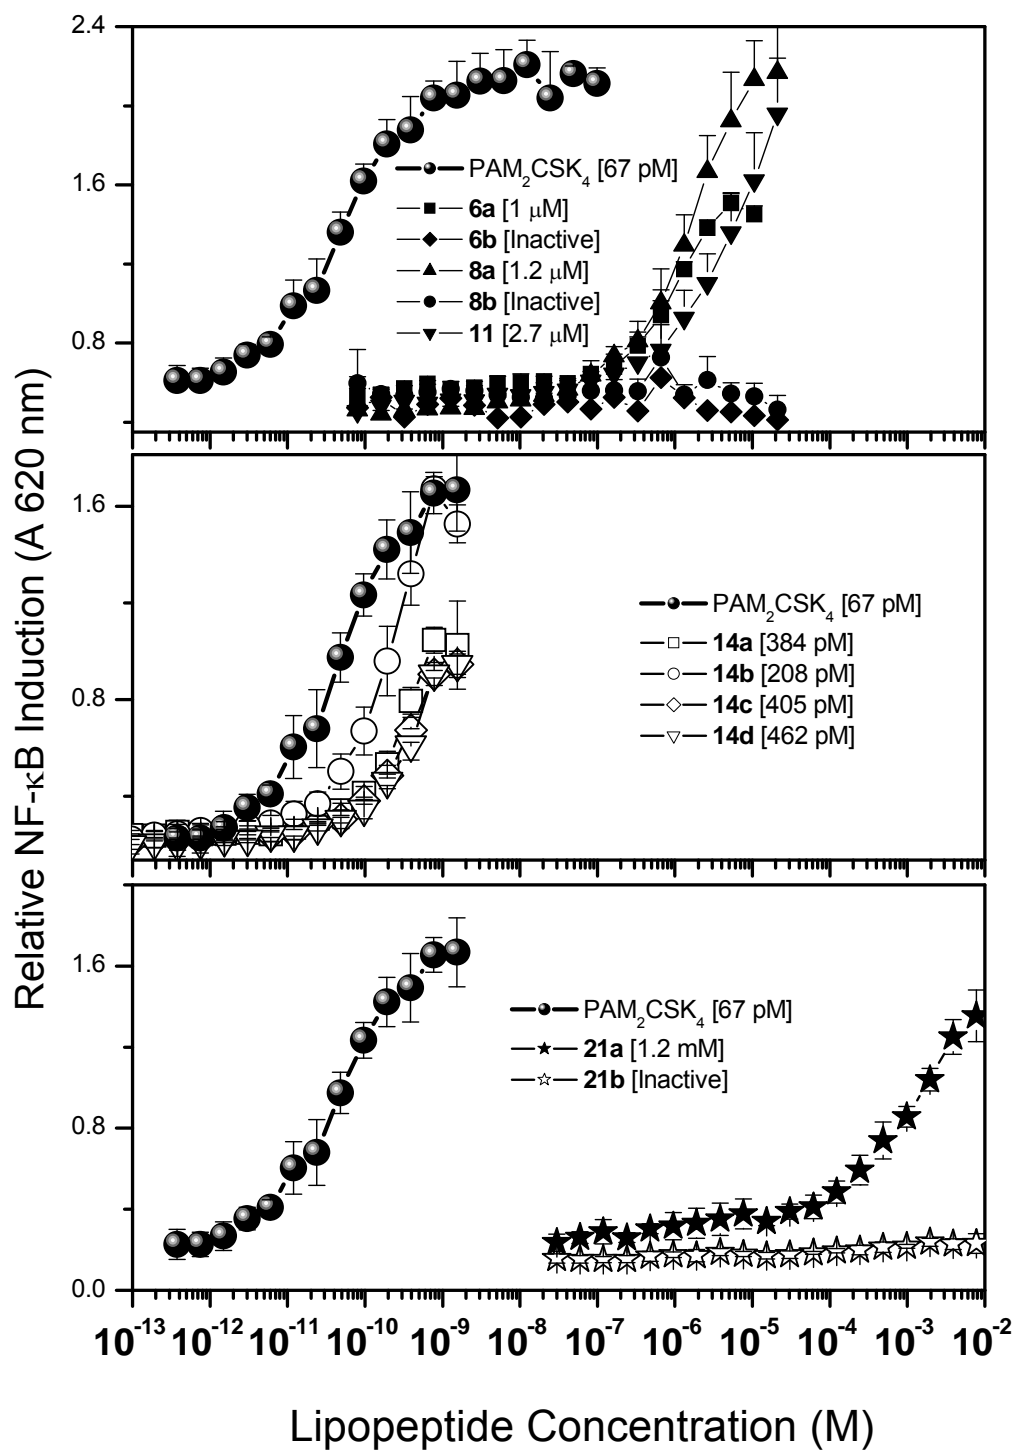 Relative NF-κB Induction (A 620 nm)
2.4
1.6
0.8
PAM₂CSK₄ [67 pM]
6a [1 μM]
6b [Inactive]
8a [1.2 μM]
8b [Inactive]
11 [2.7 μM]
1.6
0.8
PAM₂CSK₄ [67 pM]
14a [384 pM]
14b [208 pM]
14c [405 pM]
14d [462 pM]
1.6
0.8
0.0
PAM₂CSK₄ [67 pM]
21a [1.2 mM]
21b [Inactive]
10⁻¹³ 10⁻¹² 10⁻¹¹ 10⁻¹⁰ 10⁻⁹ 10⁻⁸ 10⁻⁷ 10⁻⁶ 10⁻⁵ 10⁻⁴ 10⁻³ 10⁻²
Lipopeptide Concentration (M)